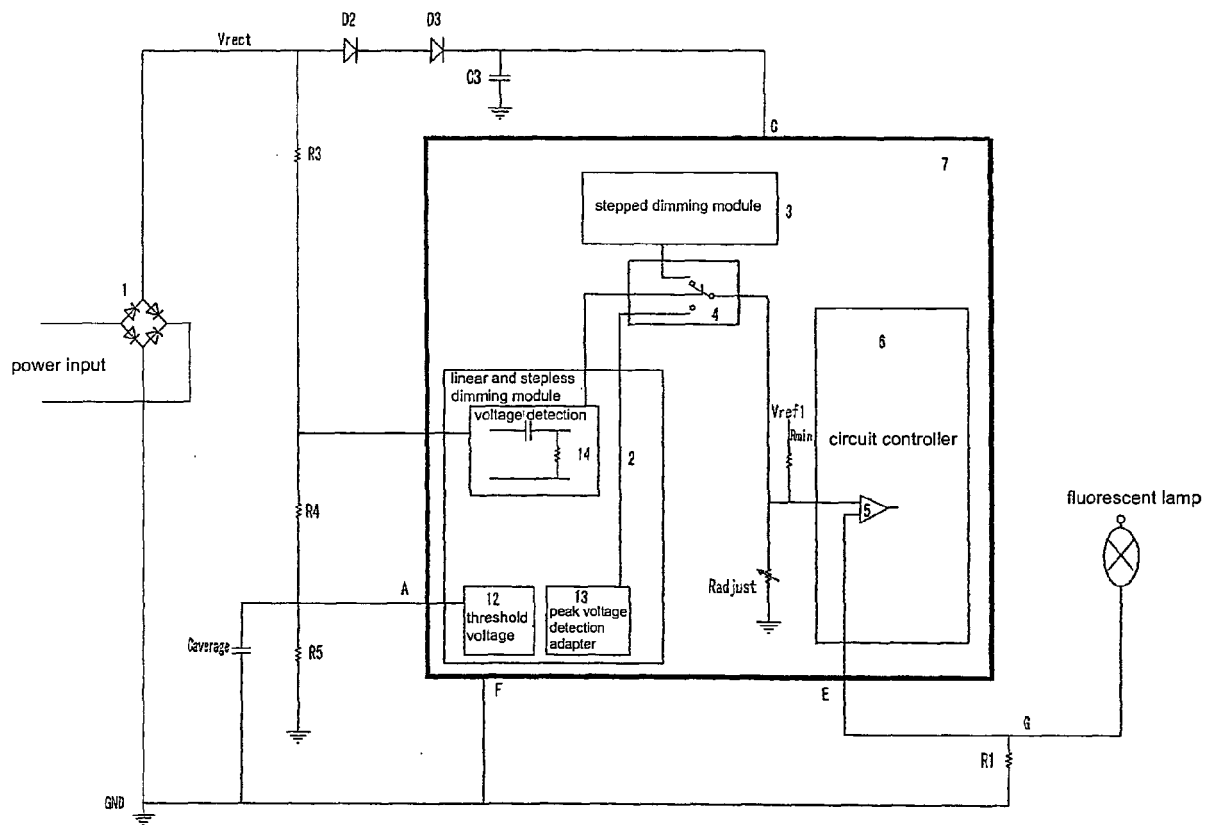 D2
D3
Vrect
C3
C
R3
7
stepped dimming module
3
1
4
power input
6
linear and stepless
dimming module
voltage detection
Vref1
Rmin
circuit controller
14
2
5
fluorescent lamp
R4
A
12
threshold
voltage
13
peak voltage
detection
adapter
Radjust
Caverage
R5
F
E
G
R1
GND